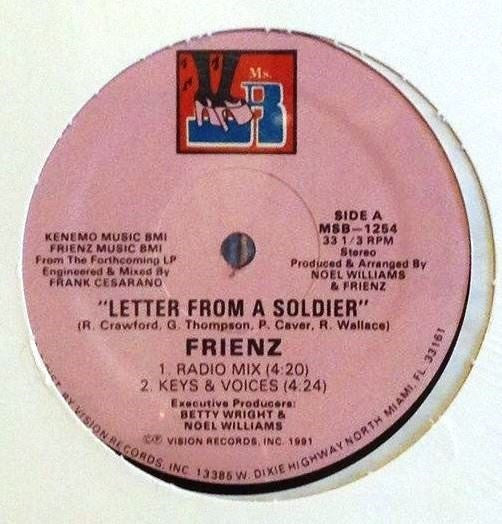 Ms.
B
KENEMO MUSIC BMI
FRIENZ MUSIC BMI
From The Forthcoming LP
Engineered & Mixed By
FRANK CESARANO
SIDE A
MSB-1254
33 1/3 RPM
Stereo
Produced & Arranged By
NOEL WILLIAMS
& FRIENZ
"LETTER FROM A SOLDIER"
(R. Crawford, G. Thompson, P. Caver, R. Wallace)
FRIENZ
1. RADIO MIX (4:20)
2. KEYS & VOICES (4:24)
Executive Producers:
BETTY WRIGHT &
NOEL WILLIAMS
©℗ VISION RECORDS, INC. 1991
BY VISION RECORDS, INC. 13385 W. DIXIE HIGHWAY NORTH MIAMI, FL. 33161